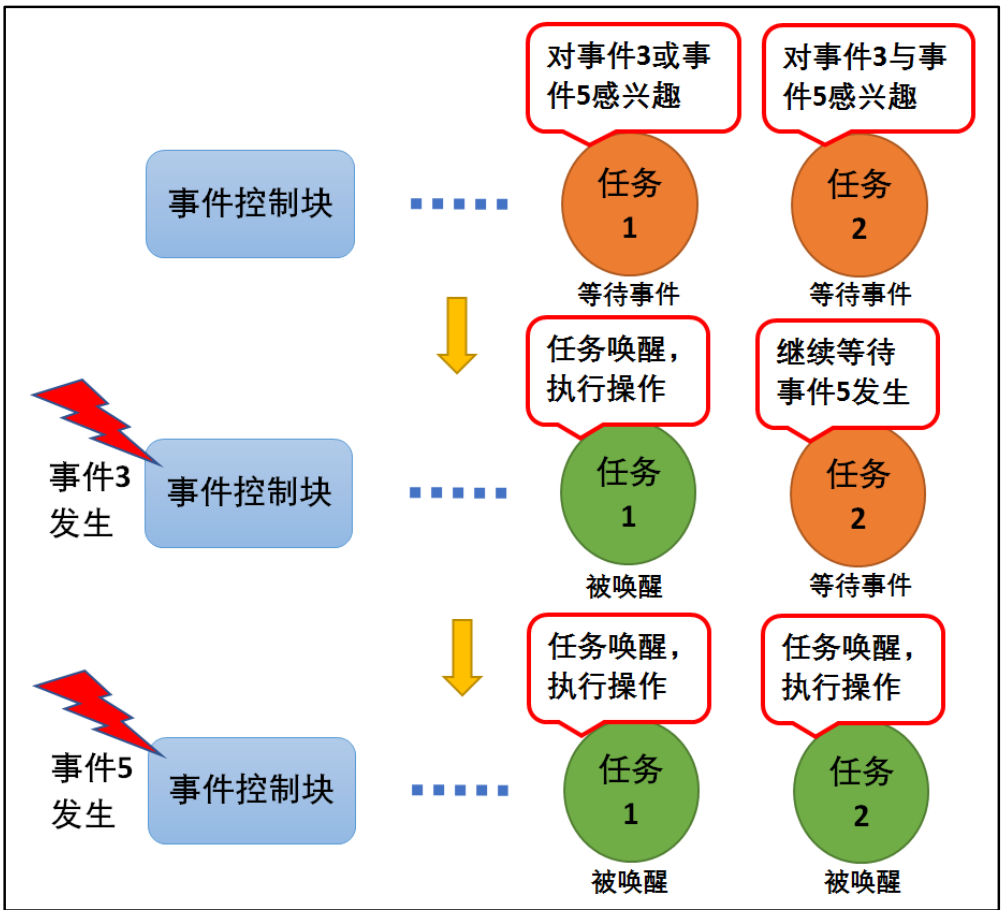 对事件3或事
件5感兴趣
对事件3与事
件5感兴趣
事件控制块
任务
1
任务
2
等待事件
等待事件
任务唤醒，
执行操作
继续等待
事件5发生
事件3
发生
事件控制块
任务
1
任务
2
被唤醒
等待事件
任务唤醒，
执行操作
任务唤醒，
执行操作
事件5
发生
事件控制块
任务
1
任务
2
被唤醒
被唤醒